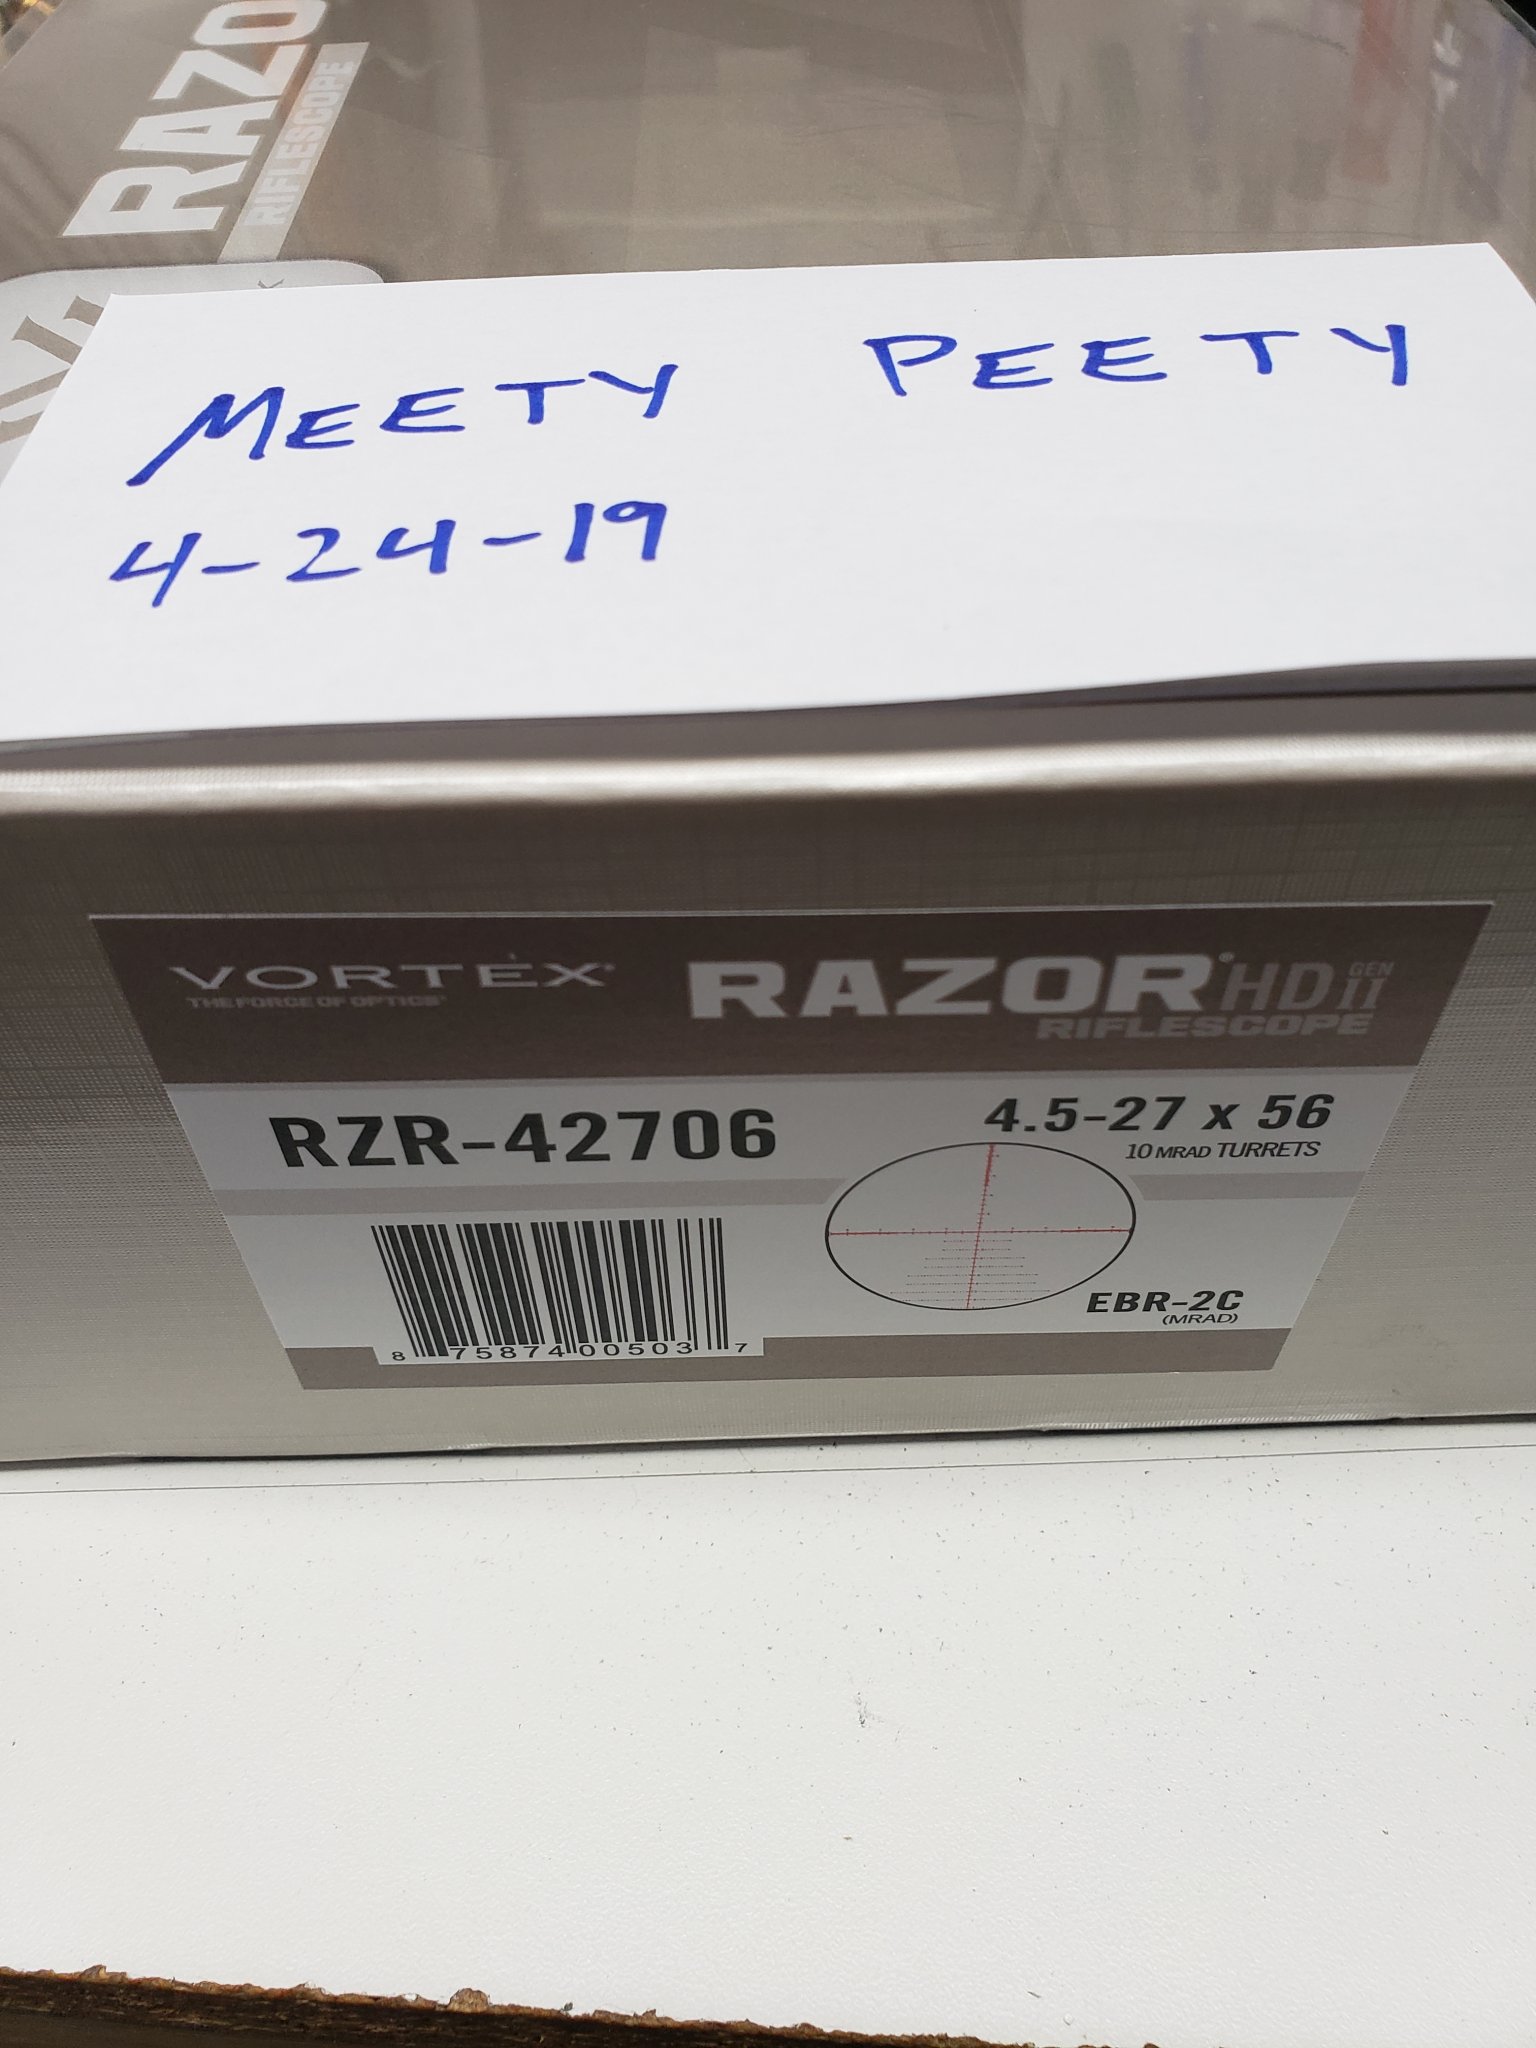 RAZO
RIFLESCOPE
MEETY PEETY
4-24-19
VORTEX®
THE FORCE OF OPTICS®
RAZOR® HD GEN II
RIFLESCOPE
RZR-42706
4.5-27 x 56
10 MRAD TURRETS
EBR-2C
(MRAD)
8 75874 00503 7